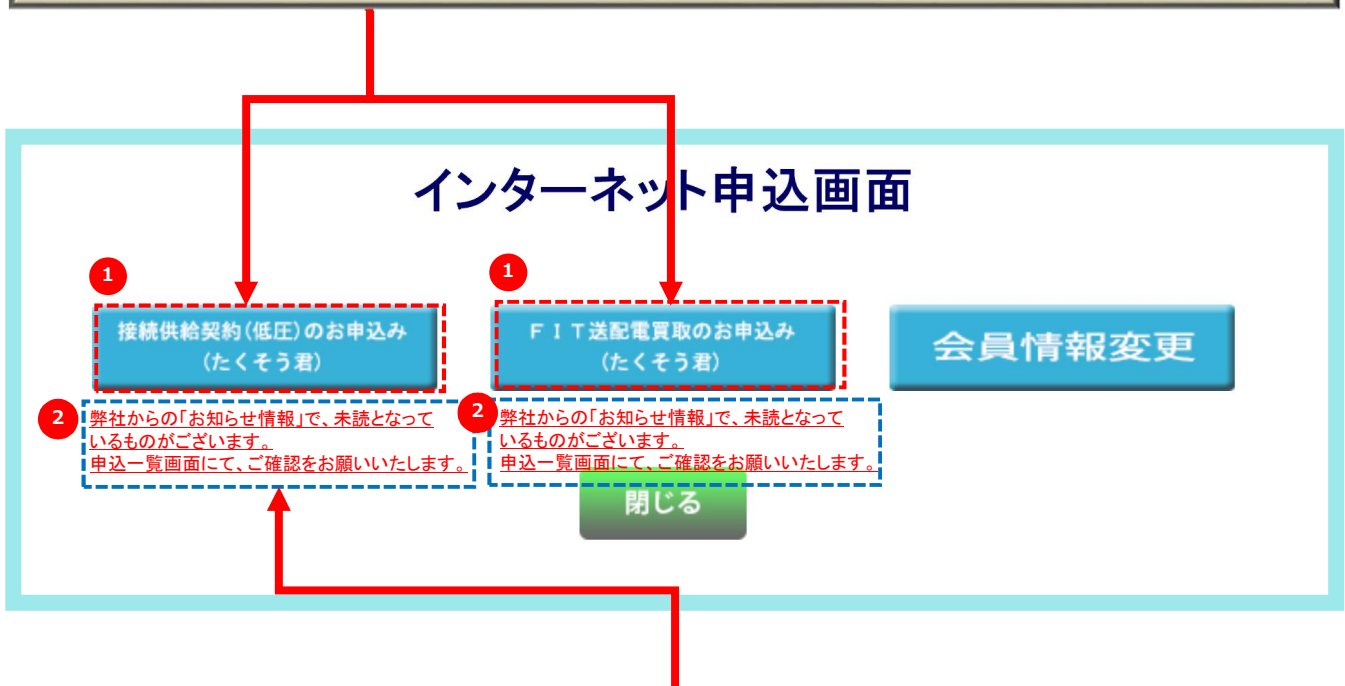 インターネット申込画面
1
接続供給契約(低圧)のお申込み
(たくそう君)
1
ＦＩＴ送配電買取のお申込み
(たくそう君)
会員情報変更
2
弊社からの「お知らせ情報」で、未読となって
いるものがございます。
申込一覧画面にて、ご確認をお願いいたします。
2
弊社からの「お知らせ情報」で、未読となって
いるものがございます。
申込一覧画面にて、ご確認をお願いいたします。
閉じる